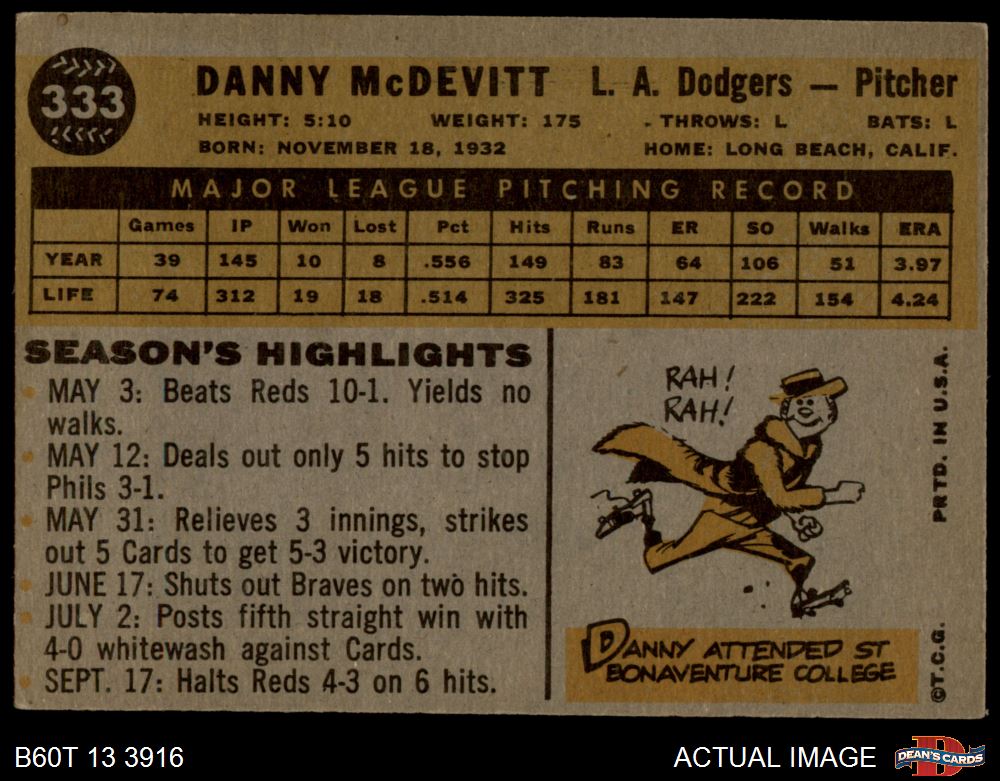 333
DANNY McDEVITT L. A. Dodgers — Pitcher
HEIGHT: 5:10 WEIGHT: 175 THROWS: L BATS: L
BORN: NOVEMBER 18, 1932 HOME: LONG BEACH, CALIF.
MAJOR LEAGUE PITCHING RECORD
Games IP Won Lost Pct Hits Runs ER SO Walks ERA
YEAR 39 145 10 8 .556 149 83 64 106 51 3.97
LIFE 74 312 19 18 .514 325 181 147 222 154 4.24
SEASON'S HIGHLIGHTS
MAY 3: Beats Reds 10-1. Yields no
walks.
MAY 12: Deals out only 5 hits to stop
Phils 3-1.
MAY 31: Relieves 3 innings, strikes
out 5 Cards to get 5-3 victory.
JUNE 17: Shuts out Braves on two hits.
JULY 2: Posts fifth straight win with
4-0 whitewash against Cards.
SEPT. 17: Halts Reds 4-3 on 6 hits.
RAH!
RAH!
DANNY ATTENDED ST
BONAVENTURE COLLEGE
©T.C.G. PRTD. IN U.S.A.
B60T 13 3916 ACTUAL IMAGE
D
DEAN'S CARDS